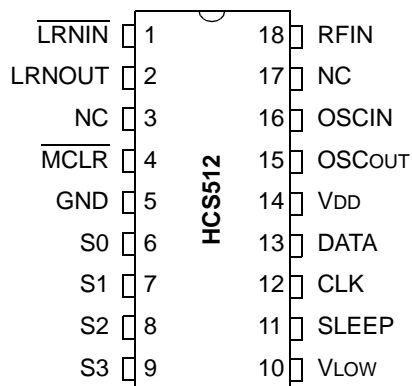 LRNIN 1 18 RFIN
LRNOUT 2 17 NC
NC 3 16 OSCIN
MCLR 4 15 OSCOUT
GND 5 14 VDD
S0 6 13 DATA
S1 7 12 CLK
S2 8 11 SLEEP
S3 9 10 VLOW
HCS512